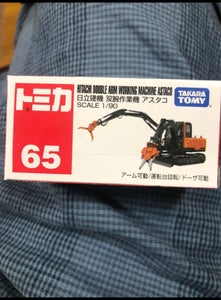 トミカ
65
HITACHI DOUBLE ARM WORKING MACHINE ASTACO
日立建機 双腕作業機 アスタコ
SCALE 1/90
TAKARA
TOMY
アーム可動/運転台回転/ドーザ可動